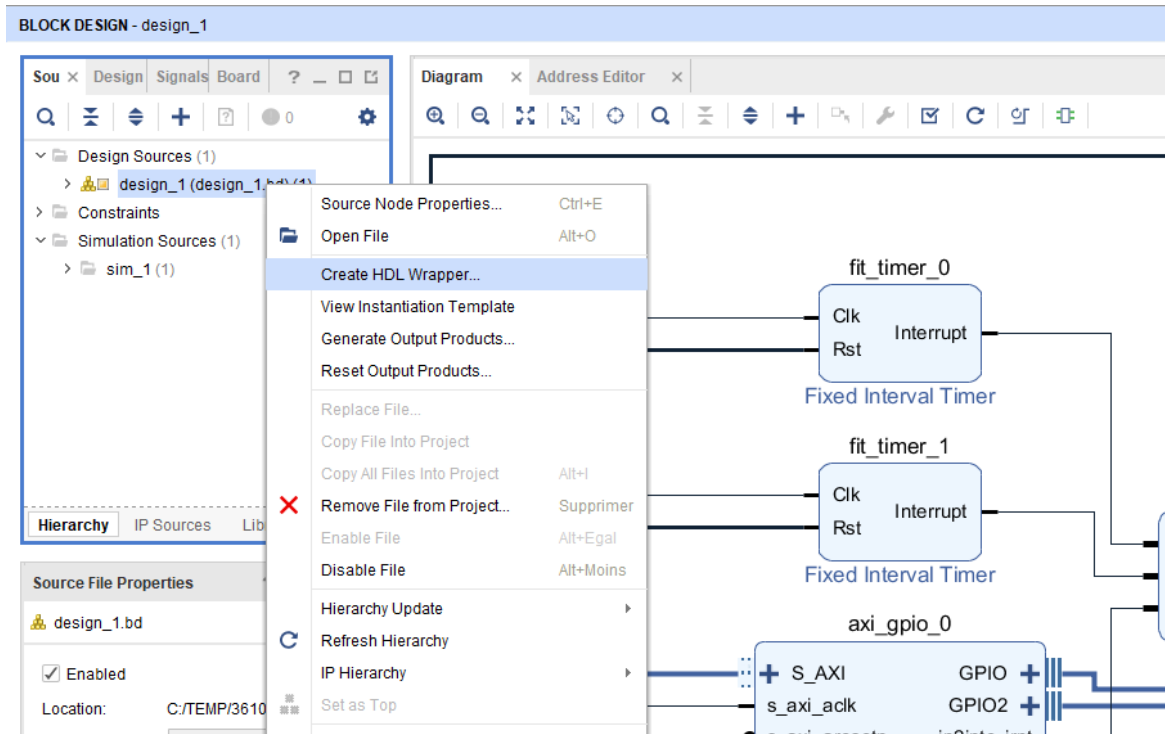 BLOCK DESIGN - design_1
Sou Design Signals Board ?
0
Design Sources (1)
design_1 (design_1.bd) (1)
Constraints
Simulation Sources (1)
sim_1 (1)
Hierarchy IP Sources Lib
Source File Properties
design_1.bd
Enabled
Location: C:/TEMP/3610
Source Node Properties... Ctrl+E
Open File Alt+O
Create HDL Wrapper...
View Instantiation Template
Generate Output Products...
Reset Output Products...
Replace File...
Copy File Into Project
Copy All Files Into Project Alt+I
Remove File from Project... Supprimer
Enable File Alt+Egal
Disable File Alt+Moins
Hierarchy Update
Refresh Hierarchy
IP Hierarchy
Set as Top
Diagram Address Editor
fit_timer_0
Clk
Interrupt
Rst
Fixed Interval Timer
fit_timer_1
Clk
Interrupt
Rst
Fixed Interval Timer
axi_gpio_0
S_AXI GPIO
s_axi_aclk GPIO2